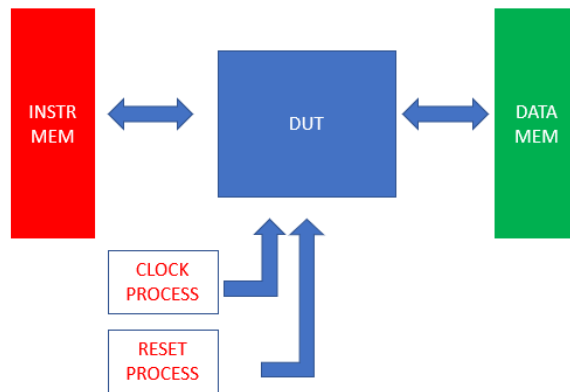 INSTR
MEM
DUT
DATA
MEM
CLOCK
PROCESS
RESET
PROCESS